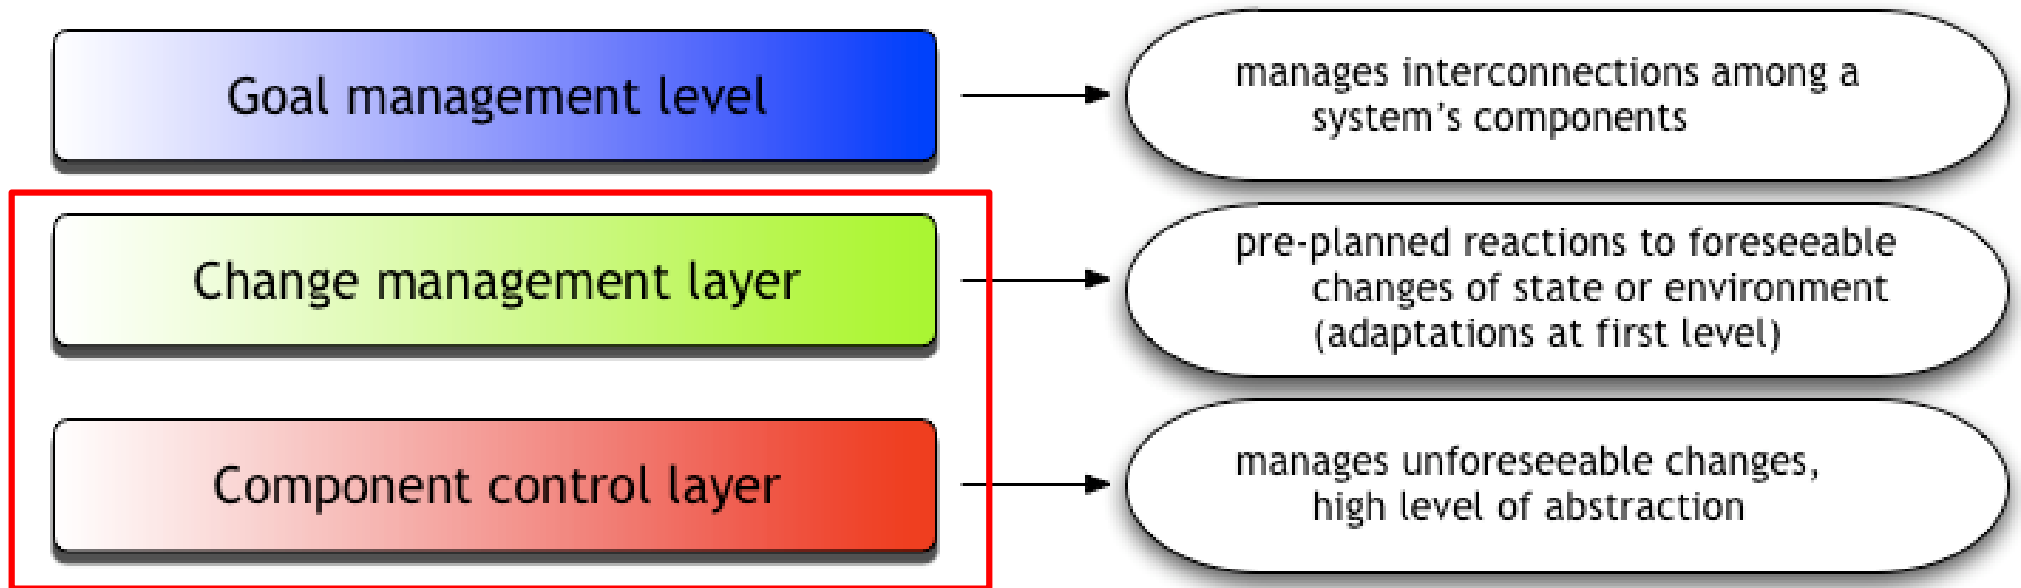 Goal management level
manages interconnections among a
system's components
Change management layer
pre-planned reactions to foreseeable
changes of state or environment
(adaptations at first level)
Component control layer
manages unforeseeable changes,
high level of abstraction